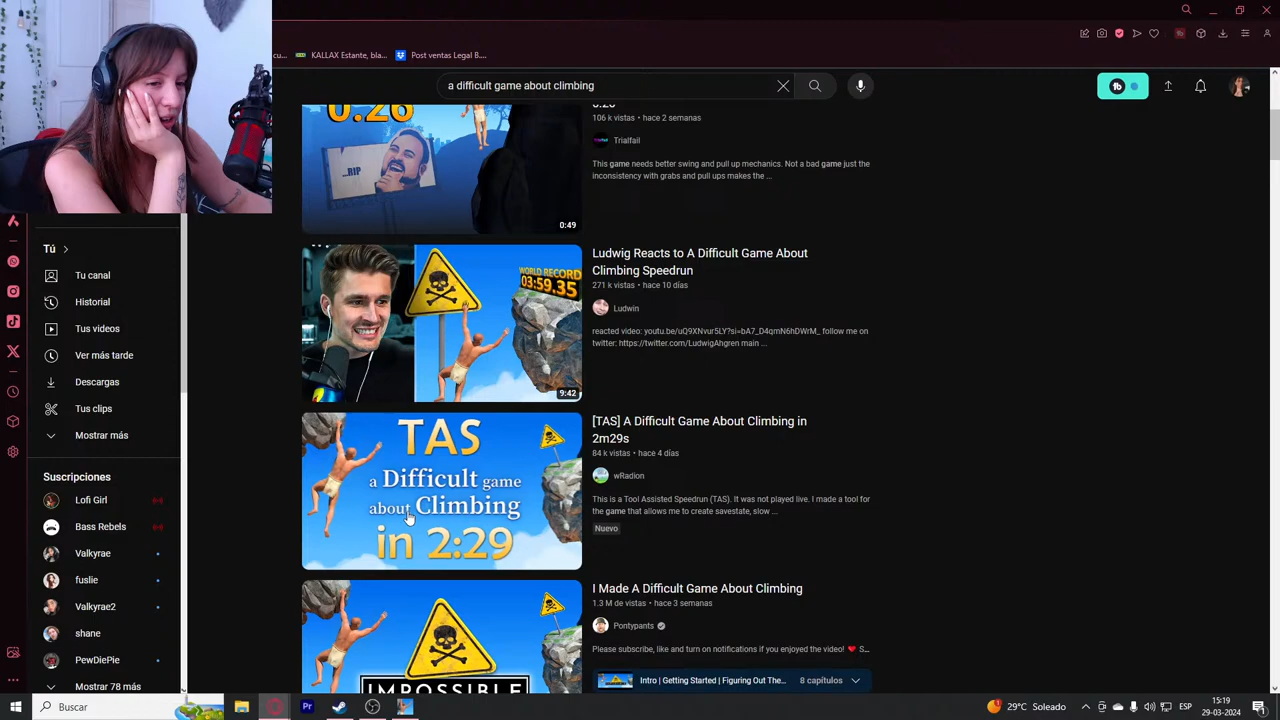 cu...
KALLAX Estante, bla...
Post ventas Legal B....
a difficult game about climbing
0:26
...RIP
0:49
106 k vistas • hace 2 semanas
Trialfail
This game needs better swing and pull up mechanics. Not a bad game just the
inconsistency with grabs and pull ups makes the ...
WORLD RECORD
03:59.35
9:42
Ludwig Reacts to A Difficult Game About
Climbing Speedrun
271 k vistas • hace 10 días
Ludwin
reacted video: youtu.be/uQ9XNvur5LY?si=bA7_D4qmN6hDWrM_ follow me on
twitter: https://twitter.com/LudwigAhgren main ...
TAS
a Difficult game
about Climbing
in 2:29
[TAS] A Difficult Game About Climbing in
2m29s
84 k vistas • hace 4 días
wRadion
This is a Tool Assisted Speedrun (TAS). It was not played live. I made a tool for
the game that allows me to create savestate, slow ...
Nuevo
IMPOSSIBLE
I Made A Difficult Game About Climbing
1.3 M de vistas • hace 3 semanas
Pontypants
Please subscribe, like and turn on notifications if you enjoyed the video! ❤ S...
Intro | Getting Started | Figuring Out The...
8 capítulos
Tú
Tu canal
Historial
Tus videos
Ver más tarde
Descargas
Tus clips
Mostrar más
Suscripciones
Lofi Girl
Bass Rebels
Valkyrae
fuslie
Valkyrae2
shane
PewDiePie
Mostrar 78 más
Buscar
Pr
29°C Soleado
ESP
15:19
29-03-2024